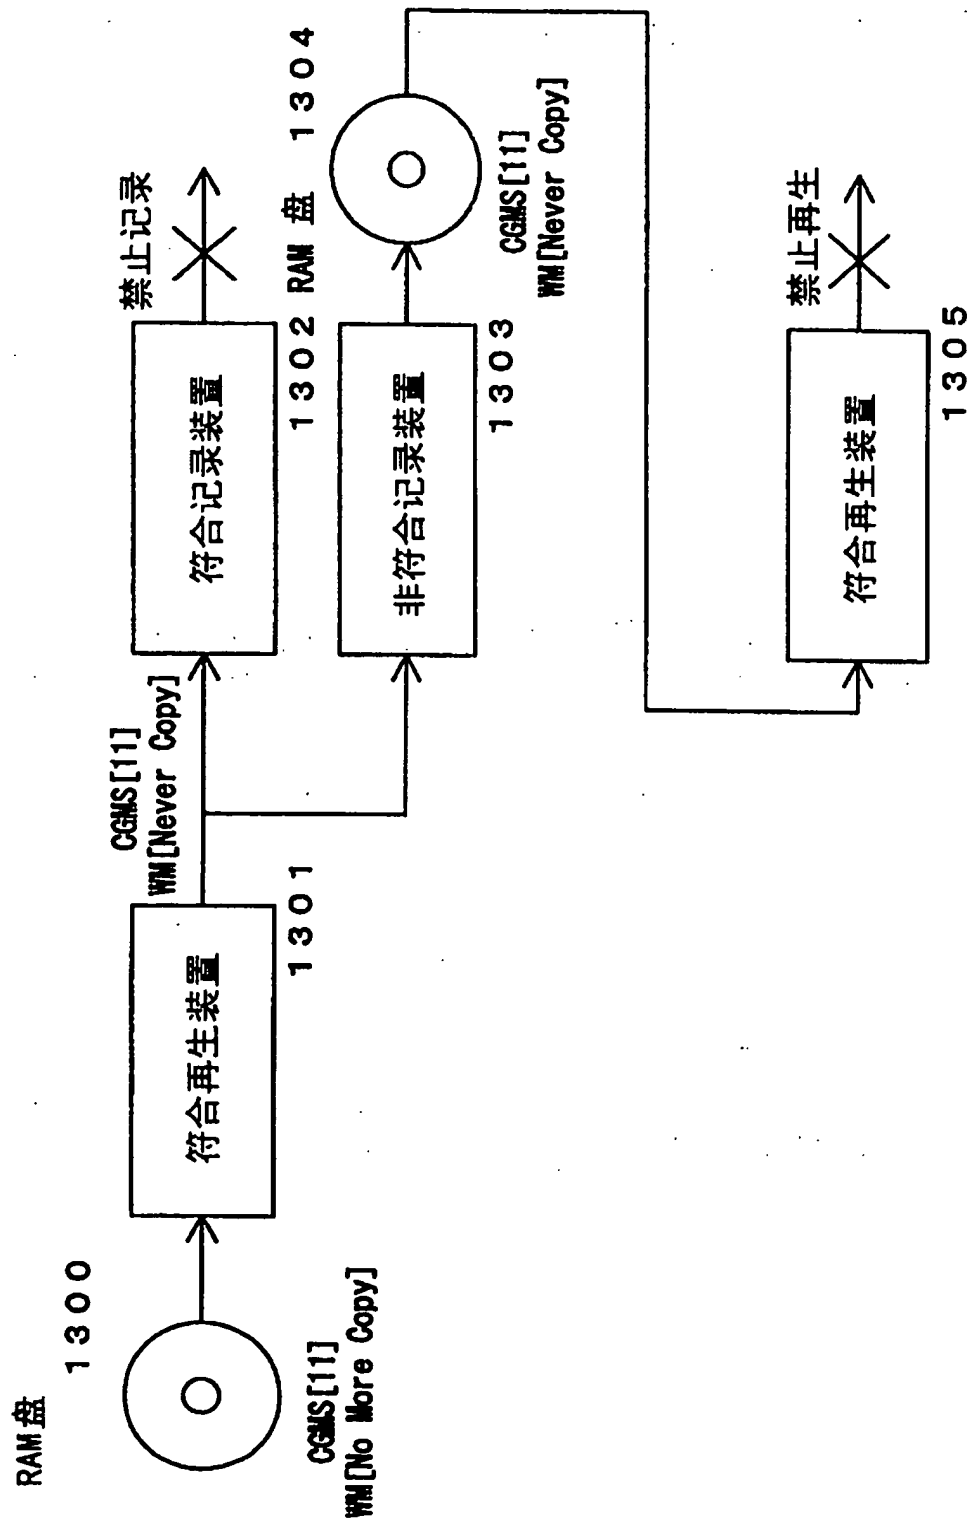 RAM盘
1300
CGMS[11]
WM[No More Copy]
符合再生装置
1301
CGMS[11]
WM[Never Copy]
符合记录装置
1302
禁止记录
非符合记录装置
1303
RAM 盘
1304
CGMS[11]
WM[Never Copy]
符合再生装置
1305
禁止再生